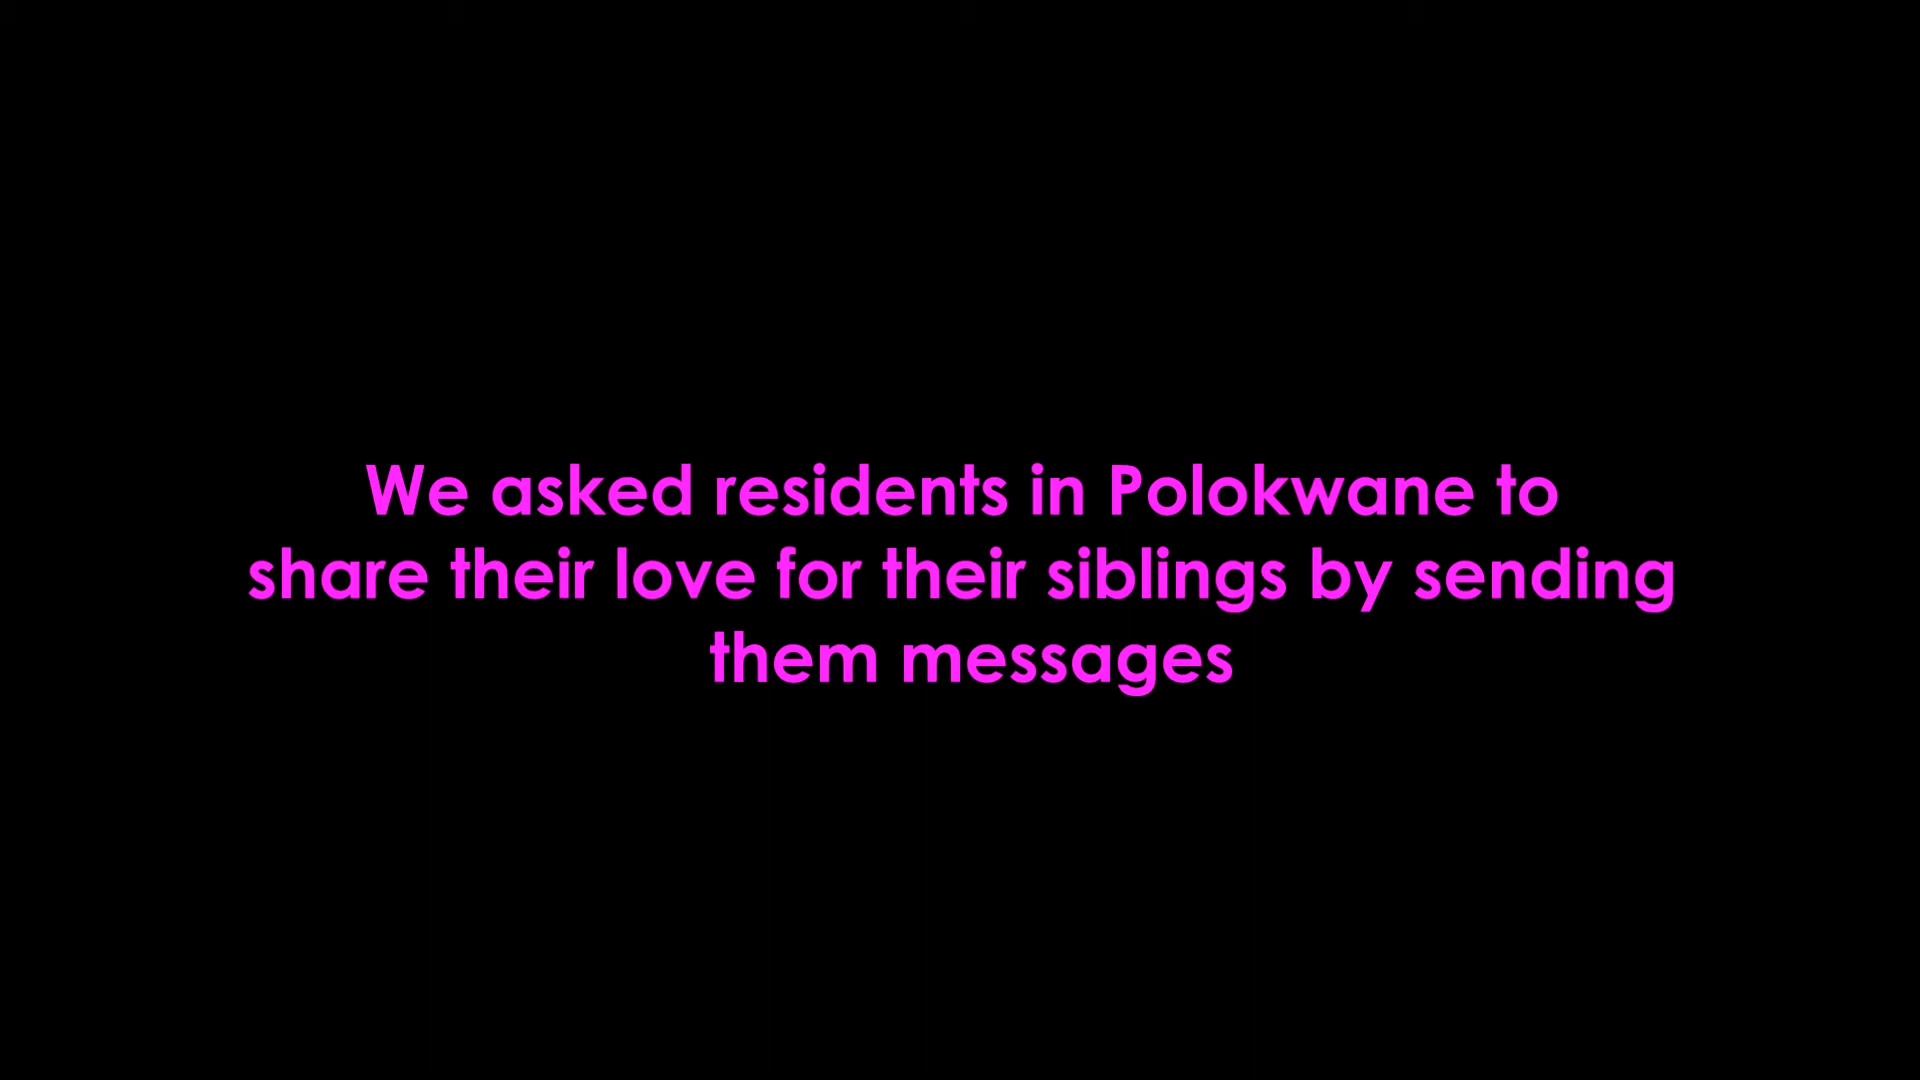 We asked residents in Polokwane to
share their love for their siblings by sending
them messages